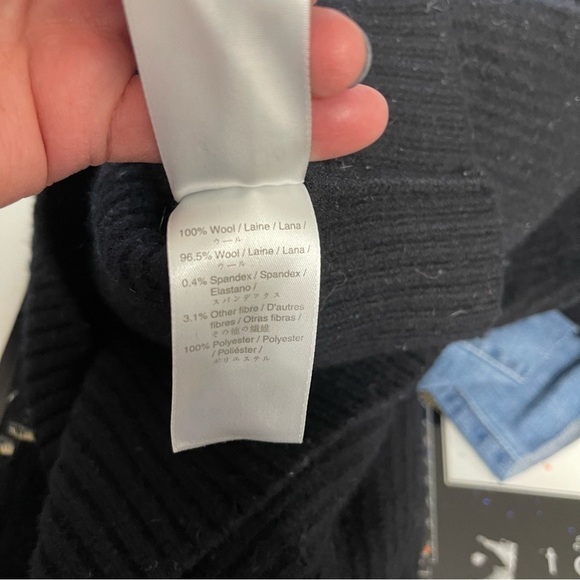 100% Wool / Laine / Lana /
ウール
96.5% Wool / Laine / Lana /
ウール
0.4% Spandex / Spandex /
Elastano /
スパンデックス
3.1% Other fibre / D'autres
fibres / Otras fibras /
その他の繊維
100% Polyester / Polyester
/ Poliéster /
ポリエステル